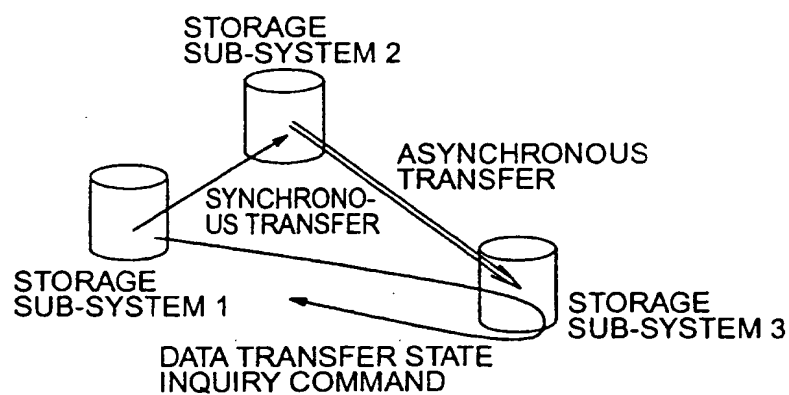 STORAGE
SUB-SYSTEM 2
ASYNCHRONOUS
TRANSFER
SYNCHRONO-
US TRANSFER
STORAGE
SUB-SYSTEM 1
STORAGE
SUB-SYSTEM 3
DATA TRANSFER STATE
INQUIRY COMMAND